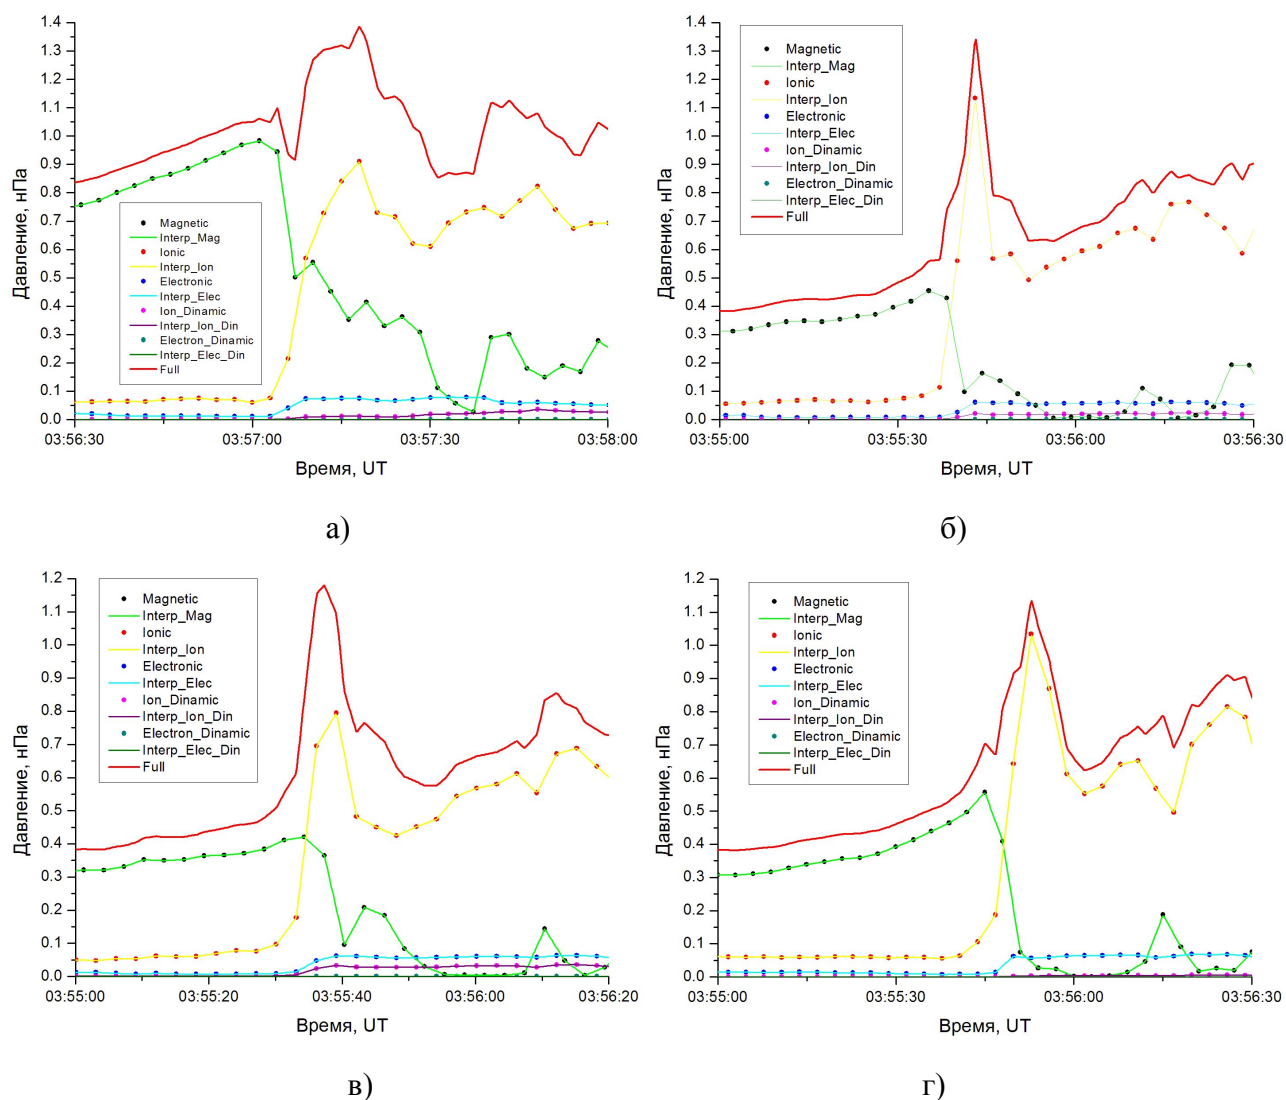 1.4
1.3
1.2
1.1
1.0
0.9
0.8
0.7
0.6
0.5
0.4
0.3
0.2
0.1
0.0
Давление, нПа
Magnetic
Interp_Mag
Ionic
Interp_Ion
Electronic
Interp_Elec
Ion_Dinamic
Interp_Ion_Din
Electron_Dinamic
Interp_Elec_Din
Full
03:56:30 03:57:00 03:57:30 03:58:00
Время, UT
а)
1.4
1.3
1.2
1.1
1.0
0.9
0.8
0.7
0.6
0.5
0.4
0.3
0.2
0.1
0.0
Давление, нПа
Magnetic
Interp_Mag
Ionic
Interp_Ion
Electronic
Interp_Elec
Ion_Dinamic
Interp_Ion_Din
Electron_Dinamic
Interp_Elec_Din
Full
03:55:00 03:55:30 03:56:00 03:56:30
Время, UT
б)
1.2
1.1
1.0
0.9
0.8
0.7
0.6
0.5
0.4
0.3
0.2
0.1
0.0
Давление, нПа
Magnetic
Interp_Mag
Ionic
Interp_Ion
Electronic
Interp_Elec
Ion_Dinamic
Interp_Ion_Din
Electron_Dinamic
Interp_Elec_Din
Full
03:55:00 03:55:20 03:55:40 03:56:00 03:56:20
Время, UT
в)
1.2
1.1
1.0
0.9
0.8
0.7
0.6
0.5
0.4
0.3
0.2
0.1
0.0
Давление, нПа
Magnetic
Interp_Mag
Ionic
Interp_Ion
Electronic
Interp_Elec
Ion_Dinamic
Interp_Ion_Din
Electron_Dinamic
Interp_Elec_Din
Full
03:55:00 03:55:30 03:56:00 03:56:30
Время, UT
г)